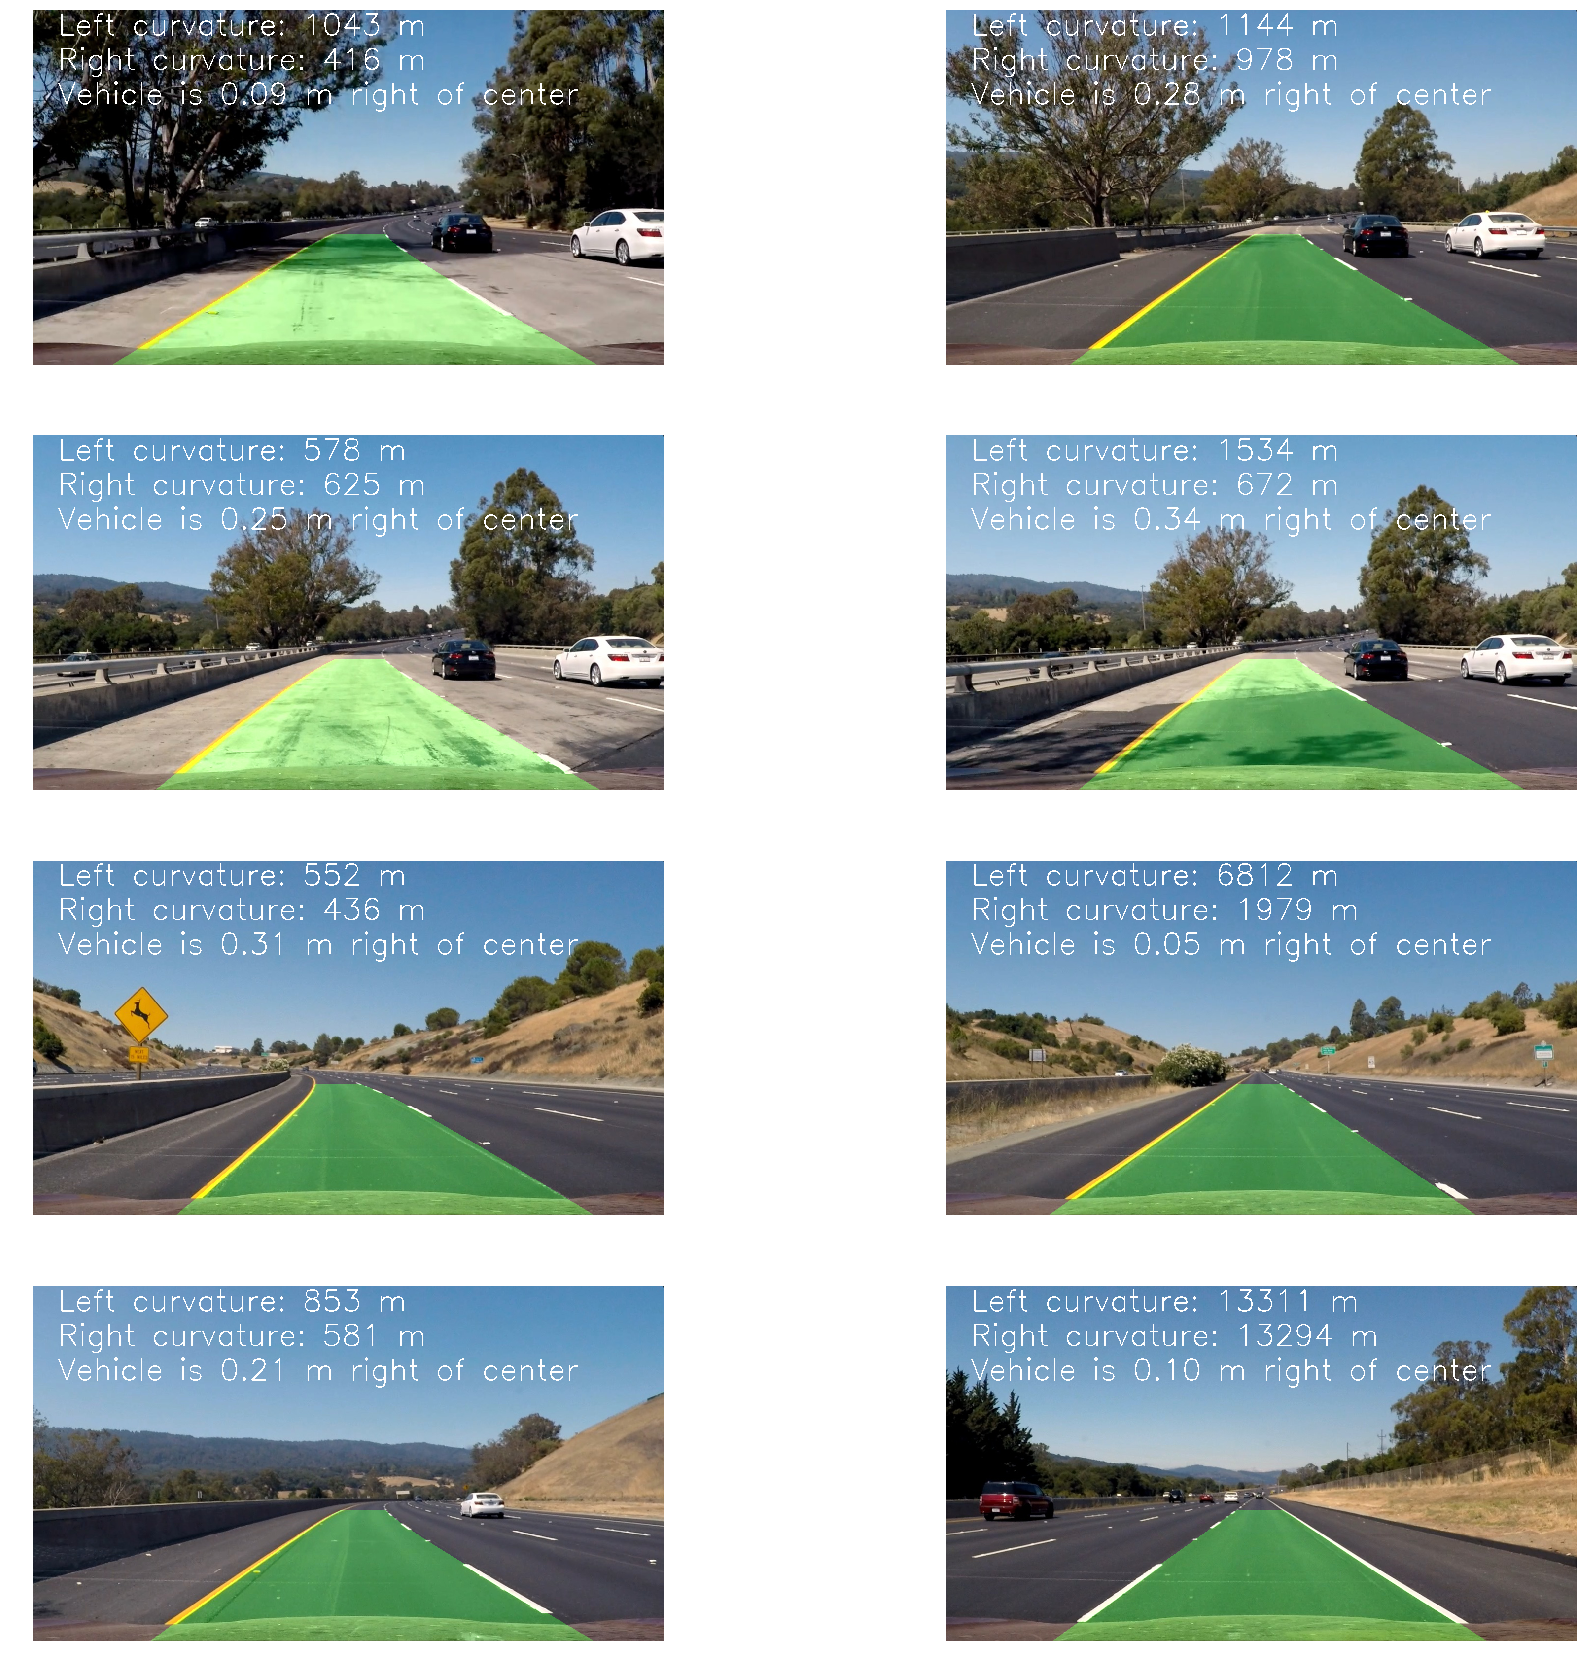 Left curvature: 1043 m
Right curvature: 416 m
Vehicle is 0.09 m right of center
Left curvature: 1144 m
Right curvature: 978 m
Vehicle is 0.28 m right of center
Left curvature: 578 m
Right curvature: 625 m
Vehicle is 0.25 m right of center
Left curvature: 1534 m
Right curvature: 672 m
Vehicle is 0.34 m right of center
Left curvature: 552 m
Right curvature: 436 m
Vehicle is 0.31 m right of center
Left curvature: 6812 m
Right curvature: 1979 m
Vehicle is 0.05 m right of center
Left curvature: 853 m
Right curvature: 581 m
Vehicle is 0.21 m right of center
Left curvature: 13311 m
Right curvature: 13294 m
Vehicle is 0.10 m right of center